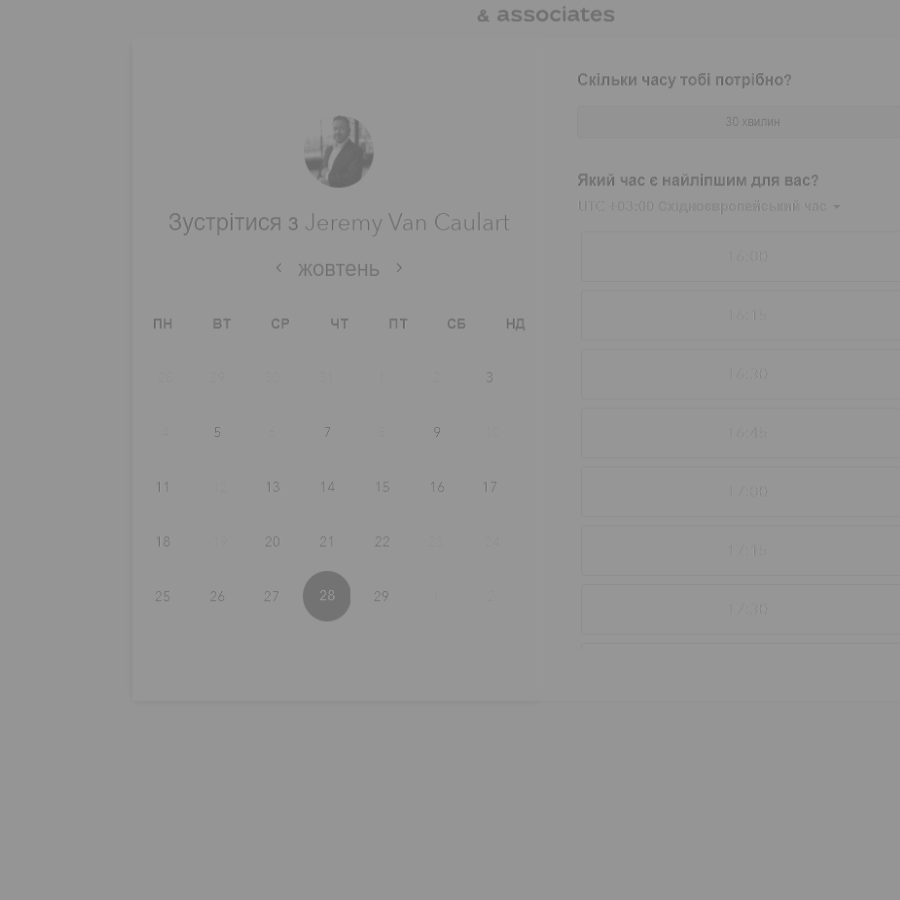 & associates
Зустрітися з Jeremy Van Caulart
жовтень
ПН ВТ СР ЧТ ПТ СБ НД
28 29 30 31 2 3
4 5 6 7 8 9 10
11 12 13 14 15 16 17
18 19 20 21 22 23 24
25 26 27 28 29 1 2
Скільки часу тобі потрібно?
30 хвилин
Який час є найліпшим для вас?
UTC +03:00 Східноєвропейський час
16:00
16:15
16:30
16:45
17:00
17:15
17:30